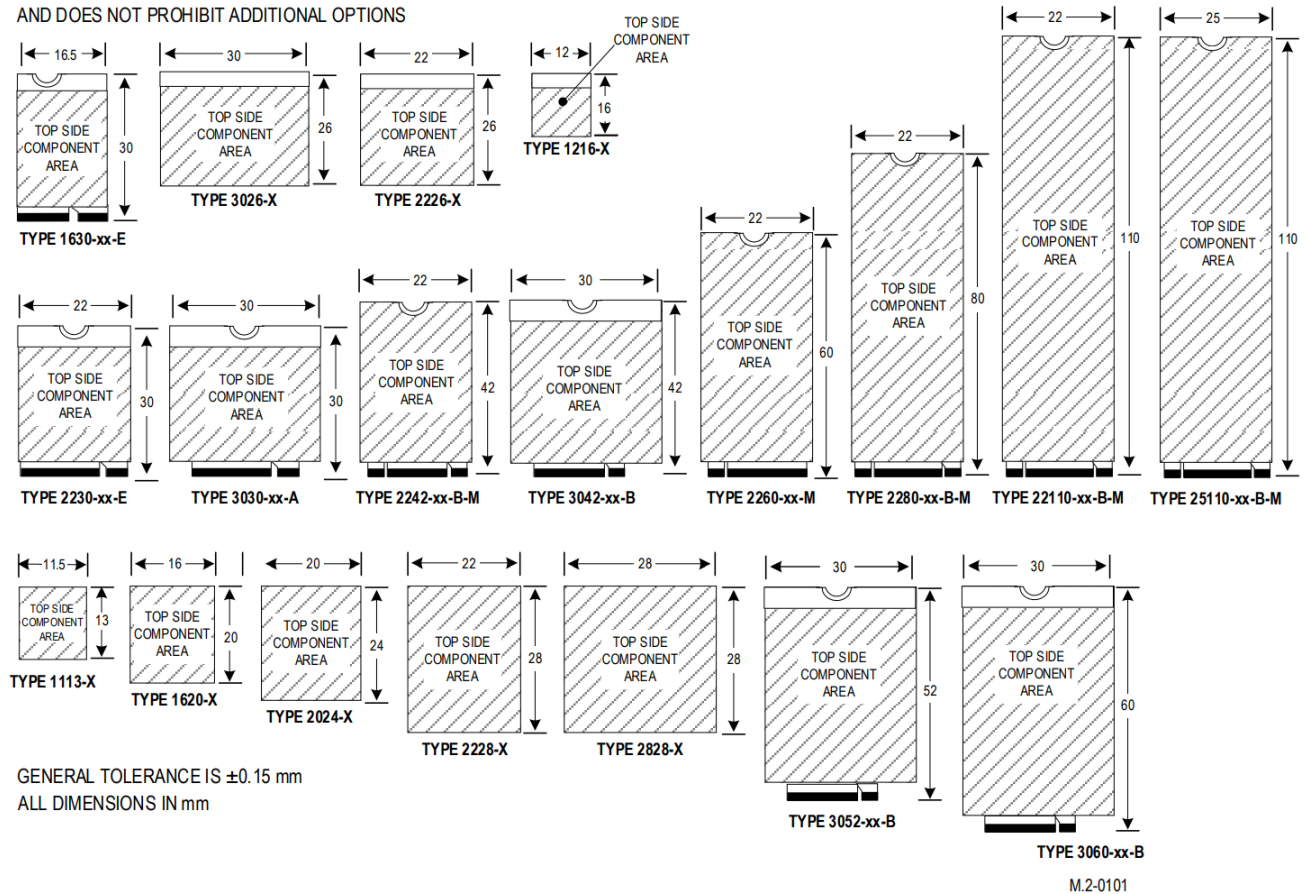 AND DOES NOT PROHIBIT ADDITIONAL OPTIONS
16.5
TOP SIDE
COMPONENT
AREA
30
TYPE 1630-xx-E
30
TOP SIDE
COMPONENT
AREA
26
TYPE 3026-X
22
TOP SIDE
COMPONENT
AREA
26
TYPE 2226-X
12
TOP SIDE
COMPONENT
AREA
16
TYPE 1216-X
22
TOP SIDE
COMPONENT
AREA
30
TYPE 2230-xx-E
30
TOP SIDE
COMPONENT
AREA
30
TYPE 3030-xx-A
22
TOP SIDE
COMPONENT
AREA
42
TYPE 2242-xx-B-M
30
TOP SIDE
COMPONENT
AREA
42
TYPE 3042-xx-B
22
TOP SIDE
COMPONENT
AREA
60
TYPE 2260-xx-M
22
TOP SIDE
COMPONENT
AREA
80
TYPE 2280-xx-B-M
22
TOP SIDE
COMPONENT
AREA
110
TYPE 22110-xx-B-M
25
TOP SIDE
COMPONENT
AREA
110
TYPE 25110-xx-B-M
11.5
TOP SIDE
COMPONENT
AREA
13
TYPE 1113-X
16
TOP SIDE
COMPONENT
AREA
20
TYPE 1620-X
20
TOP SIDE
COMPONENT
AREA
24
TYPE 2024-X
22
TOP SIDE
COMPONENT
AREA
28
TYPE 2228-X
28
TOP SIDE
COMPONENT
AREA
28
TYPE 2828-X
30
TOP SIDE
COMPONENT
AREA
52
TYPE 3052-xx-B
30
TOP SIDE
COMPONENT
AREA
60
TYPE 3060-xx-B
GENERAL TOLERANCE IS ±0.15 mm
ALL DIMENSIONS IN mm
M.2-0101